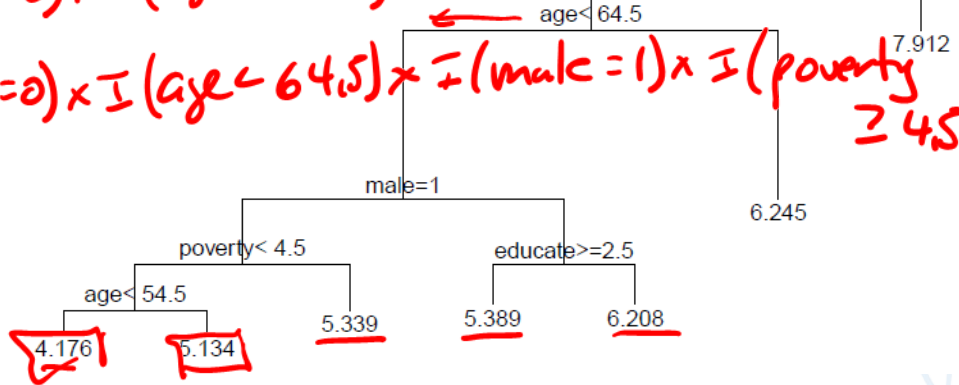 age< 64.5
7.912
=0) x I (age < 64.5) x I (male = 1) x I (poverty
≥ 4.5
male=1
6.245
poverty< 4.5
educate>=2.5
age< 54.5
5.339
5.389
6.208
4.176
5.134